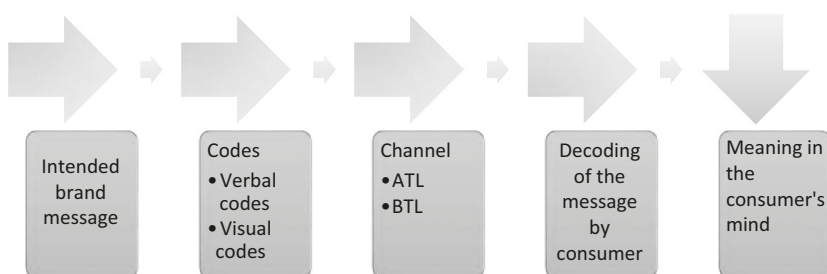 Intended
brand
message
Codes
• Verbal
codes
• Visual
codes
Channel
• ATL
• BTL
Decoding
of the
message
by
consumer
Meaning in
the
consumer's
mind